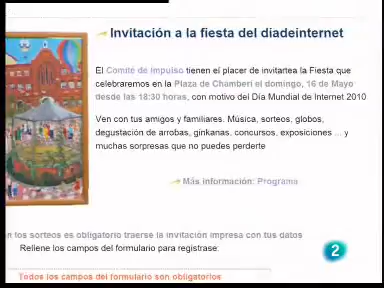 Invitación a la fiesta del diadeinternet
El Comité de Impulso tienen el placer de invitartea la Fiesta que
celebraremos en la Plaza de Chamberí el domingo, 16 de Mayo
desde las 18:30 horas, con motivo del Día Mundial de Internet 2010
Ven con tus amigos y familiares. Música, sorteos, globos,
degustación de arrobas, ginkanas, concursos, exposiciones ... y
muchas sorpresas que no puedes perderte
Más información: Programa
los sorteos es obligatorio traerse la invitación impresa con tus datos
Rellene los campos del formulario para registrase:
2
Todos los campos del formulario son obligatorios